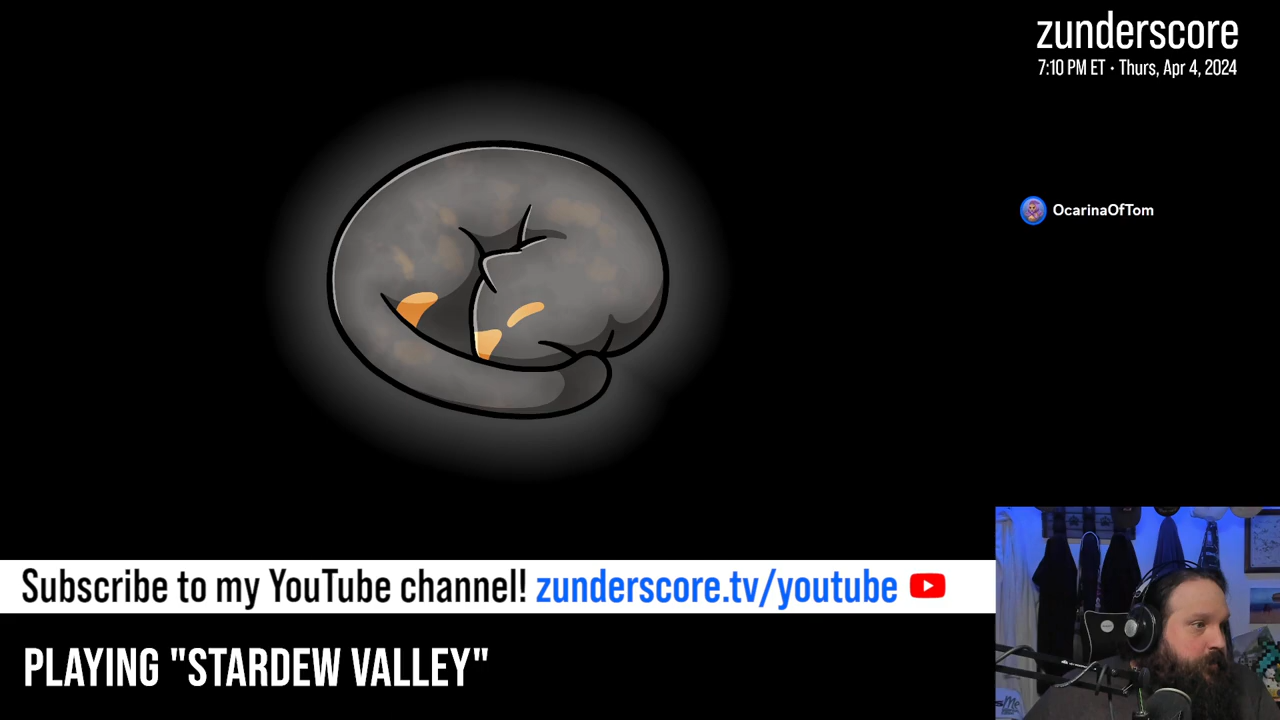 zunderscore
7:10 PM ET · Thurs, Apr 4, 2024
OcarinaOfTom
Subscribe to my YouTube channel! zunderscore.tv/youtube
PLAYING "STARDEW VALLEY"